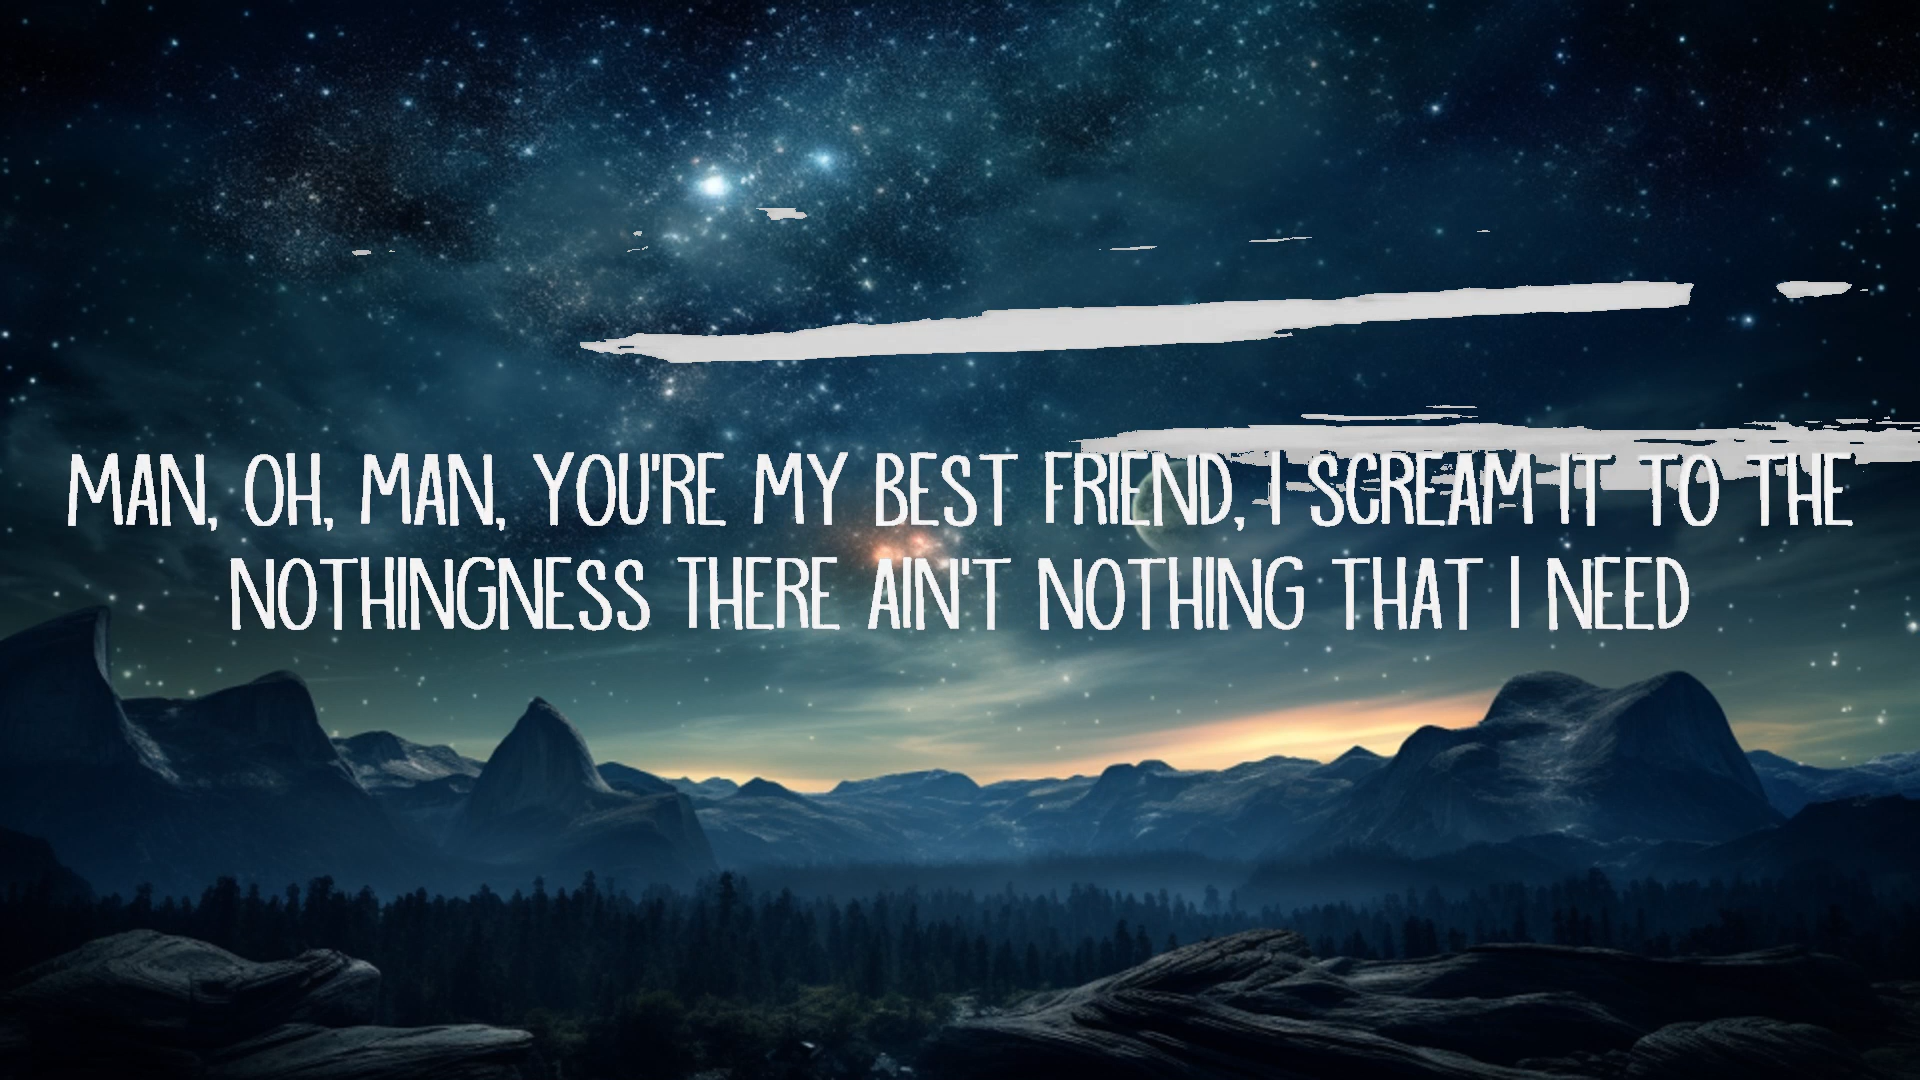 MAN, OH, MAN, YOU'RE MY BEST FRIEND, I SCREAM IT TO THE
NOTHINGNESS THERE AIN'T NOTHING THAT I NEED